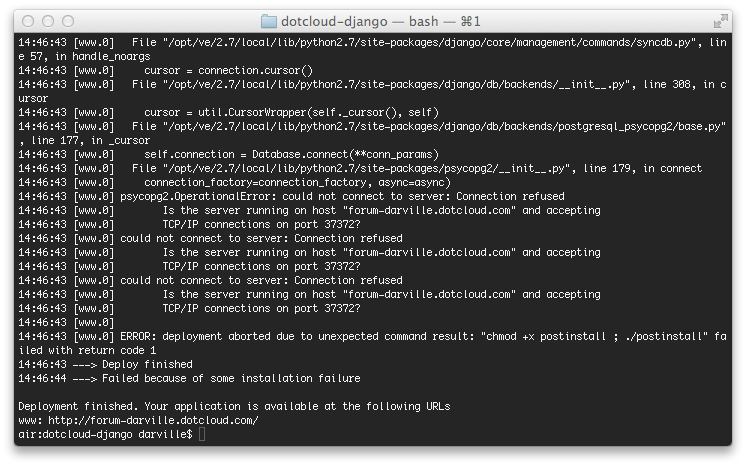 dotcloud-django — bash — ⌘1
14:46:43 [www.0]   File "/opt/ve/2.7/local/lib/python2.7/site-packages/django/core/management/commands/syncdb.py", lin
e 57, in handle_noargs
14:46:43 [www.0]     cursor = connection.cursor()
14:46:43 [www.0]   File "/opt/ve/2.7/local/lib/python2.7/site-packages/django/db/backends/__init__.py", line 308, in c
ursor
14:46:43 [www.0]     cursor = util.CursorWrapper(self._cursor(), self)
14:46:43 [www.0]   File "/opt/ve/2.7/local/lib/python2.7/site-packages/django/db/backends/postgresql_psycopg2/base.py"
, line 177, in _cursor
14:46:43 [www.0]     self.connection = Database.connect(**conn_params)
14:46:43 [www.0]   File "/opt/ve/2.7/local/lib/python2.7/site-packages/psycopg2/__init__.py", line 179, in connect
14:46:43 [www.0]     connection_factory=connection_factory, async=async)
14:46:43 [www.0] psycopg2.OperationalError: could not connect to server: Connection refused
14:46:43 [www.0]        Is the server running on host "forum-darville.dotcloud.com" and accepting
14:46:43 [www.0]        TCP/IP connections on port 37372?
14:46:43 [www.0] could not connect to server: Connection refused
14:46:43 [www.0]        Is the server running on host "forum-darville.dotcloud.com" and accepting
14:46:43 [www.0]        TCP/IP connections on port 37372?
14:46:43 [www.0] could not connect to server: Connection refused
14:46:43 [www.0]        Is the server running on host "forum-darville.dotcloud.com" and accepting
14:46:43 [www.0]        TCP/IP connections on port 37372?
14:46:43 [www.0]
14:46:43 [www.0] ERROR: deployment aborted due to unexpected command result: "chmod +x postinstall ; ./postinstall" fa
iled with return code 1
14:46:43 ---> Deploy finished
14:46:44 ---> Failed because of some installation failure
Deployment finished. Your application is available at the following URLs
www: http://forum-darville.dotcloud.com/
air:dotcloud-django darville$